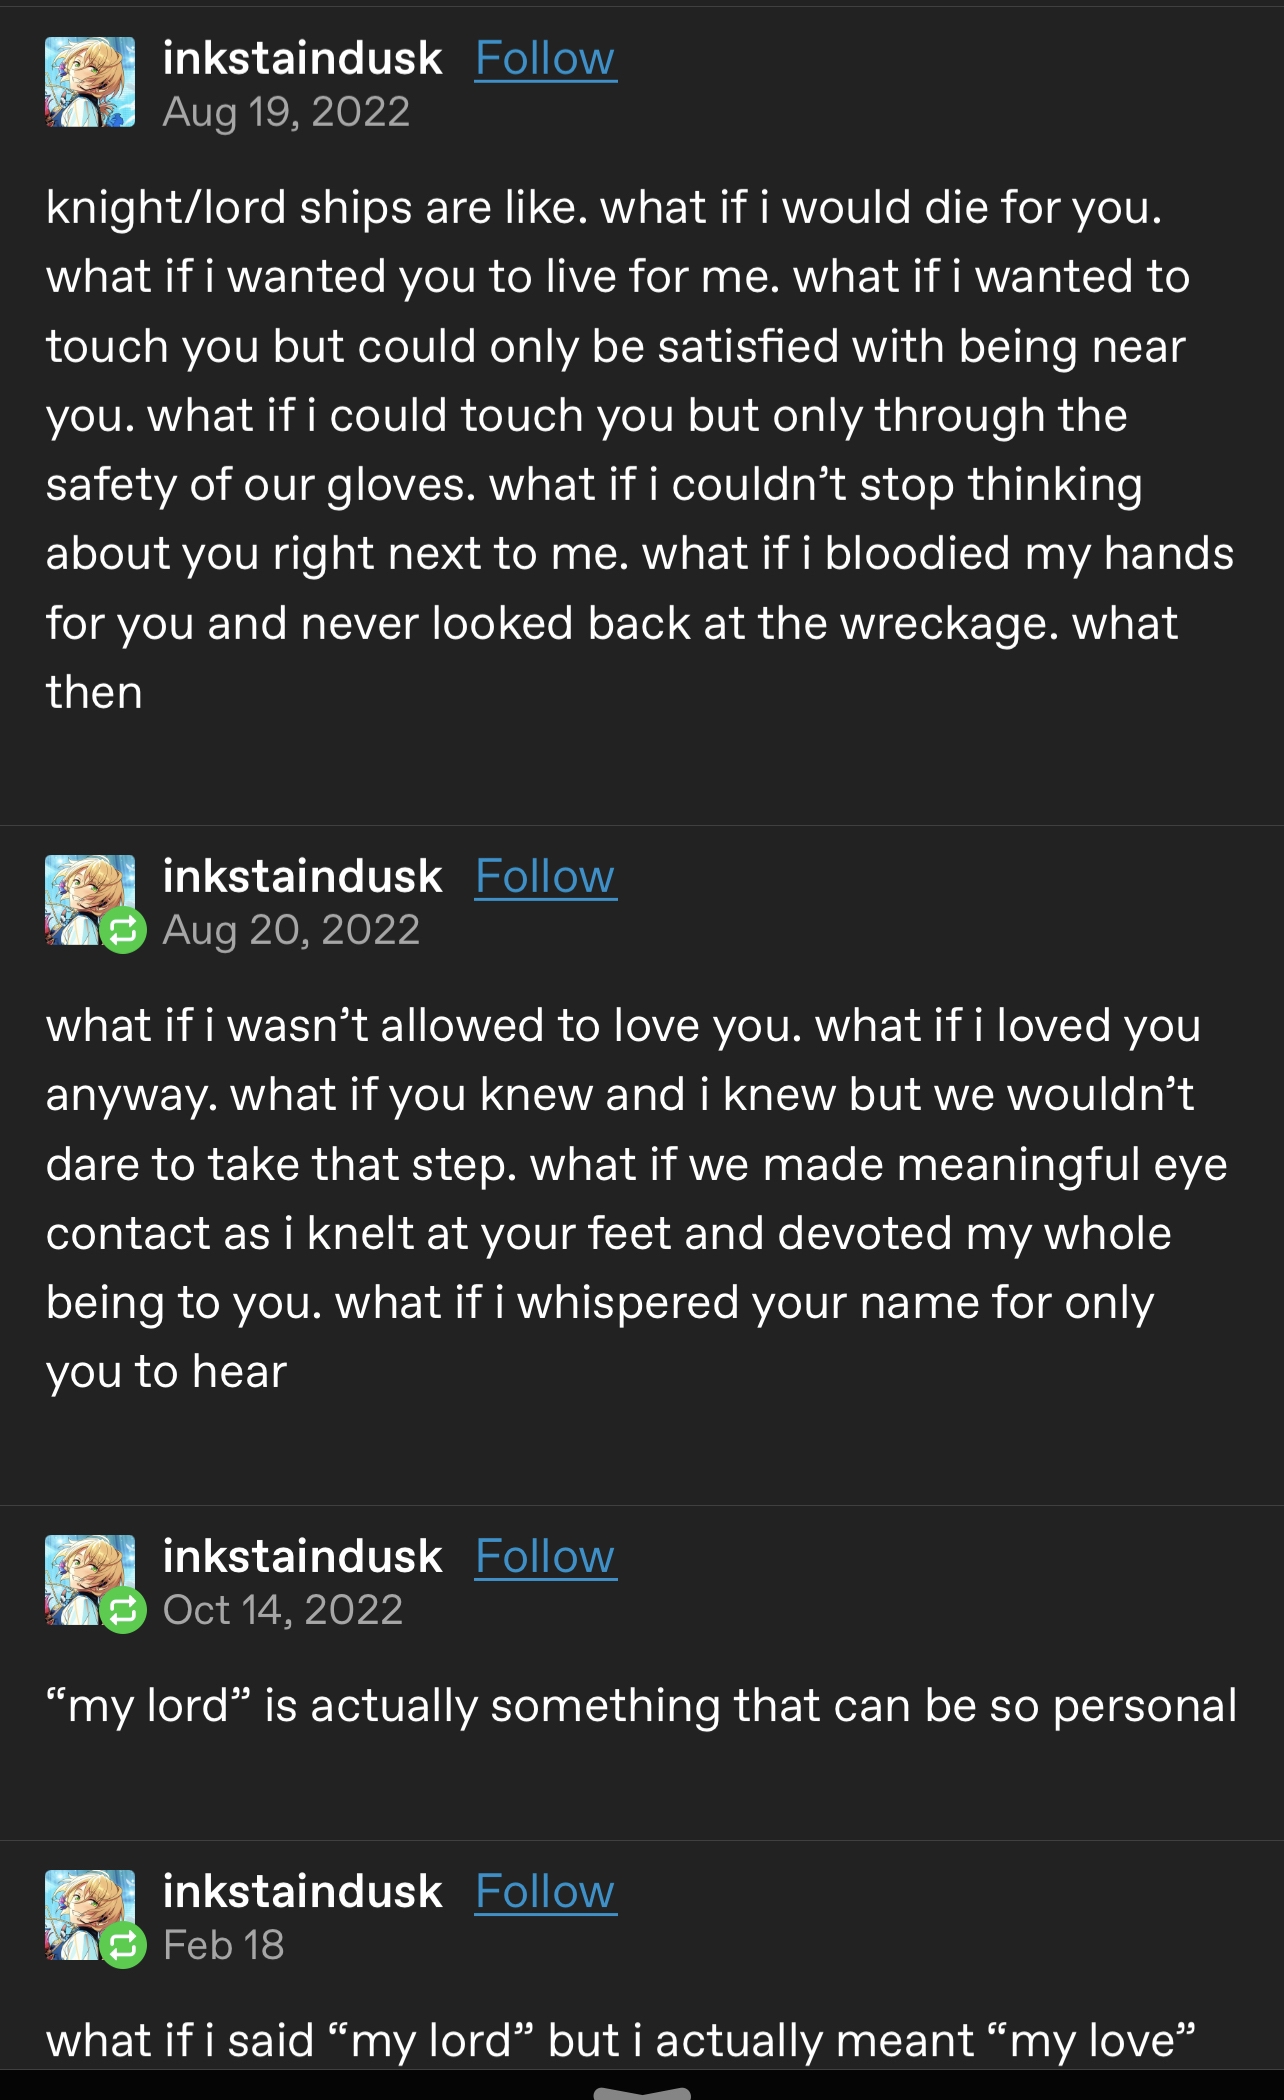 inkstaindusk Follow
Aug 19, 2022
knight/lord ships are like. what if i would die for you.
what if i wanted you to live for me. what if i wanted to
touch you but could only be satisfied with being near
you. what if i could touch you but only through the
safety of our gloves. what if i couldn’t stop thinking
about you right next to me. what if i bloodied my hands
for you and never looked back at the wreckage. what
then
inkstaindusk Follow
Aug 20, 2022
what if i wasn’t allowed to love you. what if i loved you
anyway. what if you knew and i knew but we wouldn’t
dare to take that step. what if we made meaningful eye
contact as i knelt at your feet and devoted my whole
being to you. what if i whispered your name for only
you to hear
inkstaindusk Follow
Oct 14, 2022
“my lord” is actually something that can be so personal
inkstaindusk Follow
Feb 18
what if i said “my lord” but i actually meant “my love”